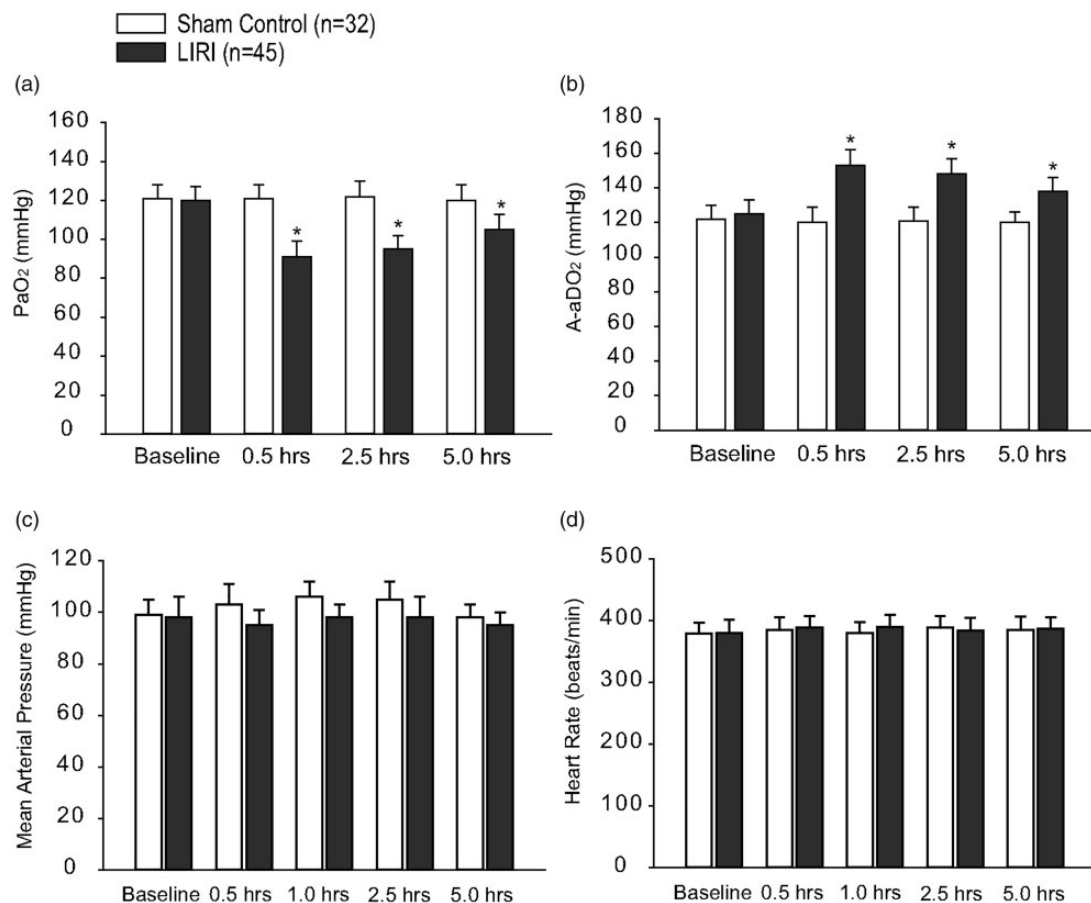 Sham Control (n=32)
LIRI (n=45)
(a)
PaO2 (mmHg)
160
140
120
100
80
60
40
20
0
Baseline 0.5 hrs 2.5 hrs 5.0 hrs
* * *
(b)
A-aDO2 (mmHg)
180
160
140
120
100
80
60
40
20
0
Baseline 0.5 hrs 2.5 hrs 5.0 hrs
* * *
(c)
Mean Arterial Pressure (mmHg)
120
100
80
60
40
20
0
Baseline 0.5 hrs 1.0 hrs 2.5 hrs 5.0 hrs
(d)
Heart Rate (beats/min)
500
400
300
200
100
0
Baseline 0.5 hrs 1.0 hrs 2.5 hrs 5.0 hrs